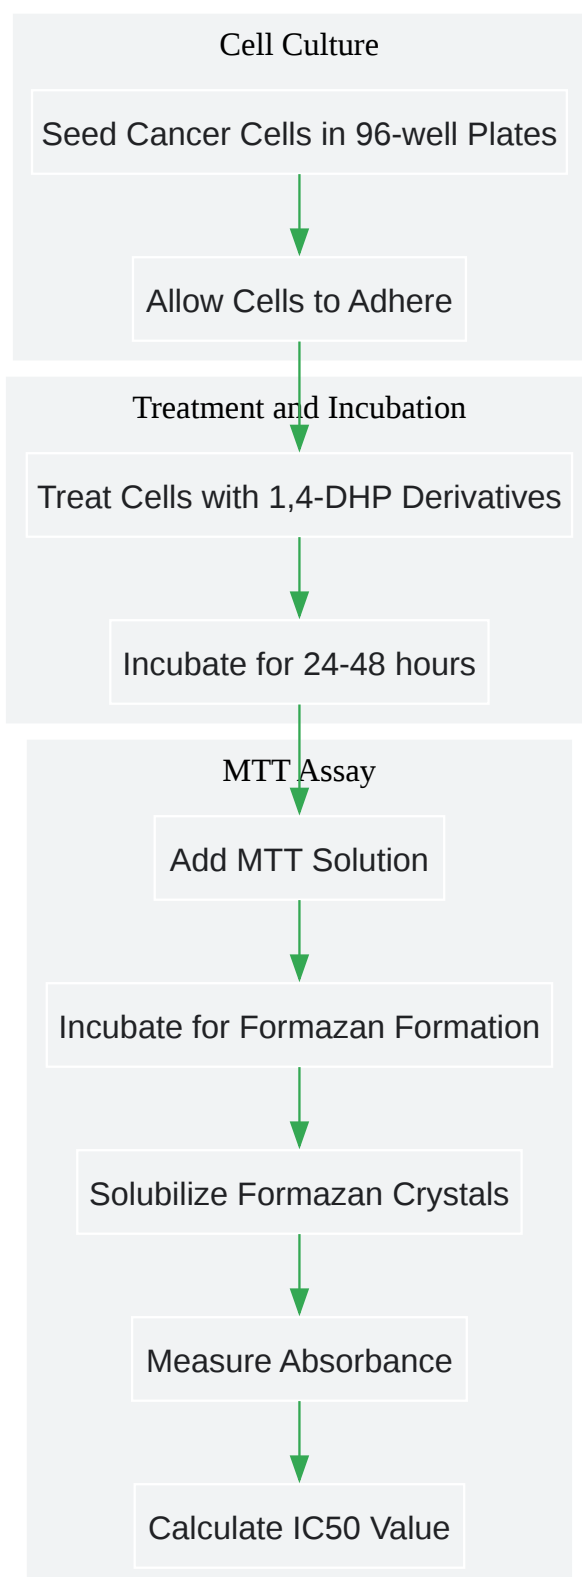 Cell Culture
Seed Cancer Cells in 96-well Plates
Allow Cells to Adhere
Treatment and Incubation
Treat Cells with 1,4-DHP Derivatives
Incubate for 24-48 hours
MTT Assay
Add MTT Solution
Incubate for Formazan Formation
Solubilize Formazan Crystals
Measure Absorbance
Calculate IC50 Value